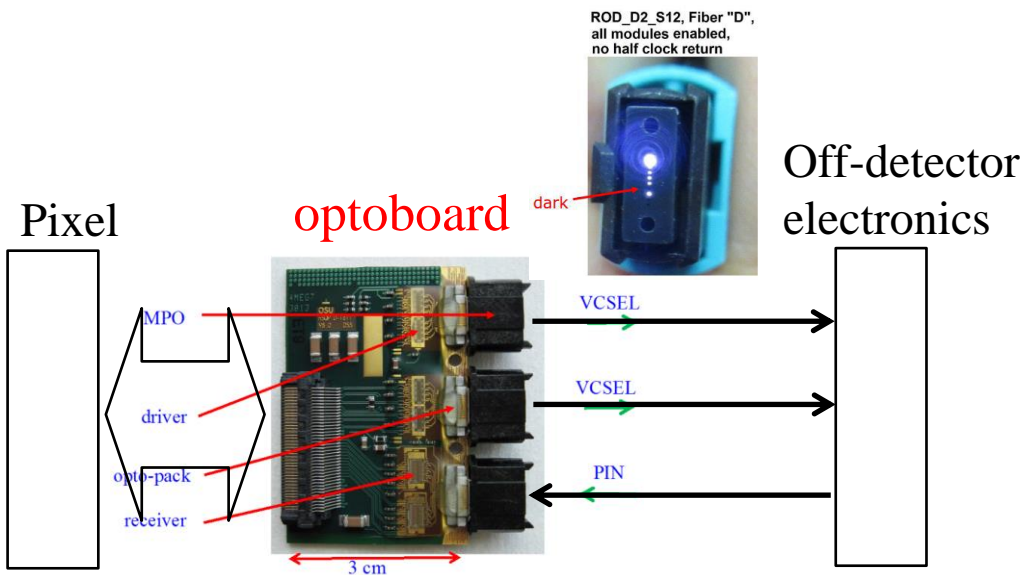 ROD_D2_S12, Fiber "D",
all modules enabled,
no half clock return
dark
Off-detector
electronics
Pixel
optoboard
MPO
VCSEL
driver
VCSEL
opto-pack
PIN
receiver
3 cm
OSU